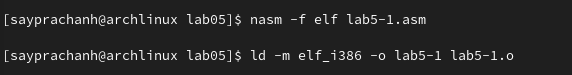 [sayprachanh@archlinux lab05]$ nasm -f elf lab5-1.asm
[sayprachanh@archlinux lab05]$ ld -m elf_i386 -o lab5-1 lab5-1.o